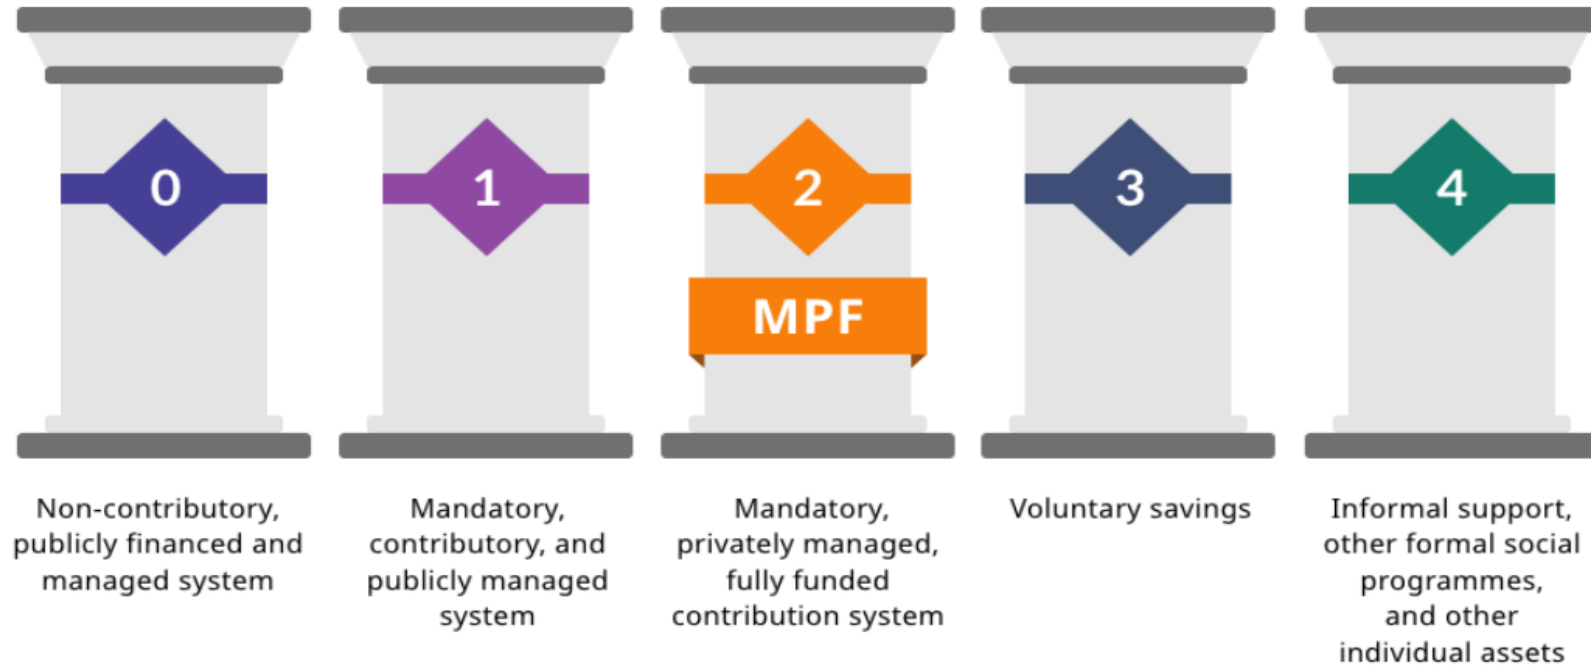 0
1
2
3
4
MPF
Non-contributory,
publicly financed and
managed system
Mandatory,
contributory, and
publicly managed
system
Mandatory,
privately managed,
fully funded
contribution system
Voluntary savings
Informal support,
other formal social
programmes,
and other
individual assets